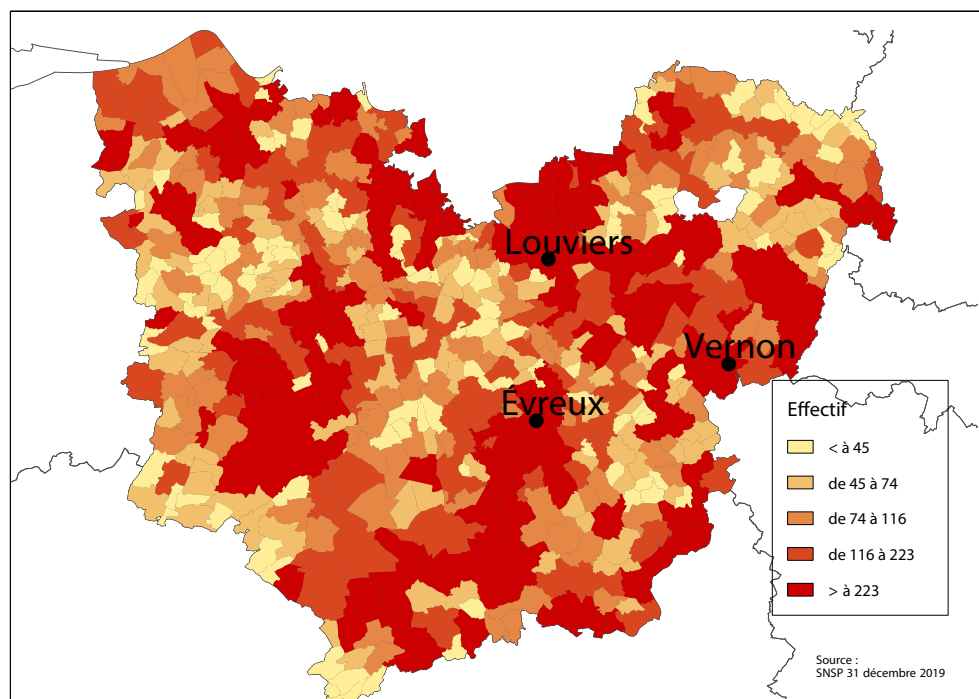 Louviers
Vernon
Évreux
Effectif
< à 45
de 45 à 74
de 74 à 116
de 116 à 223
> à 223
Source :
SNSP 31 décembre 2019